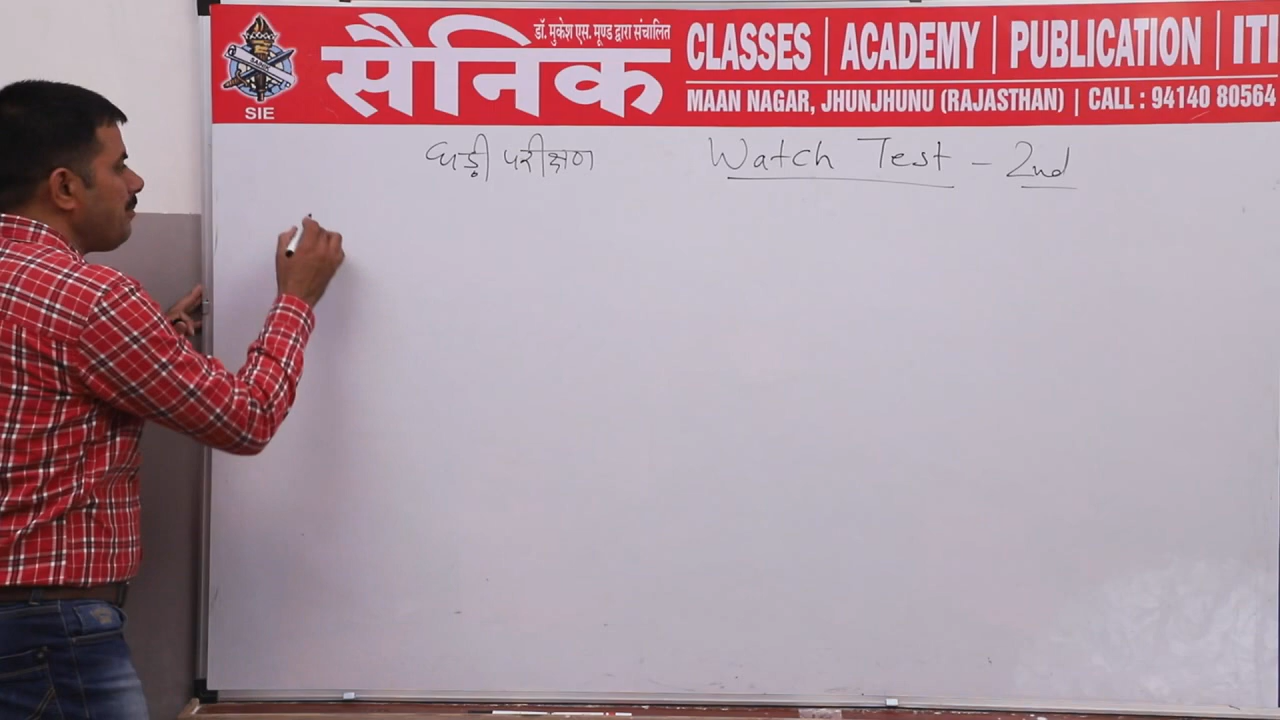 डॉ. मुकेश एस. मूण्ड द्वारा संचालित
सैनिक
CLASSES | ACADEMY | PUBLICATION | ITI
MAAN NAGAR, JHUNJHUNU (RAJASTHAN) | CALL : 94140 80564
SIE
घड़ी परीक्षण Watch Test - 2nd